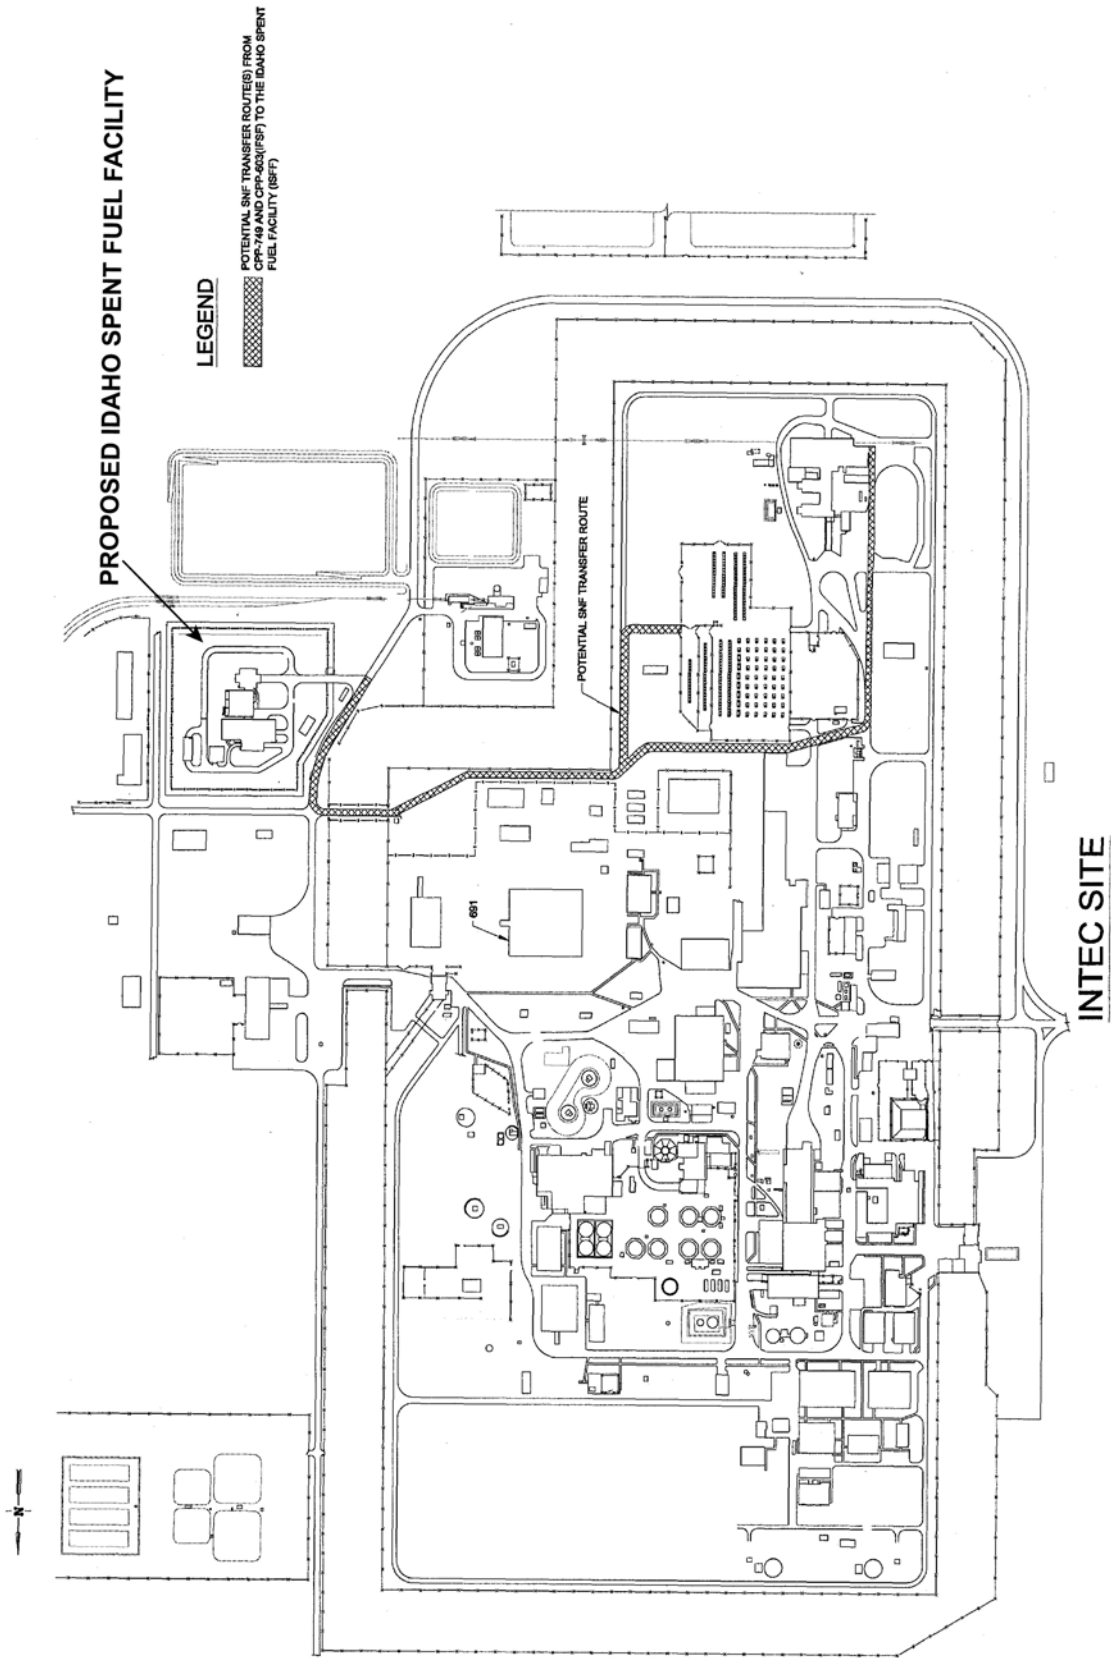 PROPOSED IDAHO SPENT FUEL FACILITY
LEGEND
POTENTIAL SNF TRANSFER ROUTE(S) FROM
CPP-749 AND CPP-603(IFSF) TO THE IDAHO SPENT
FUEL FACILITY (ISFF)
POTENTIAL SNF TRANSFER ROUTE
691
N
INTEC SITE